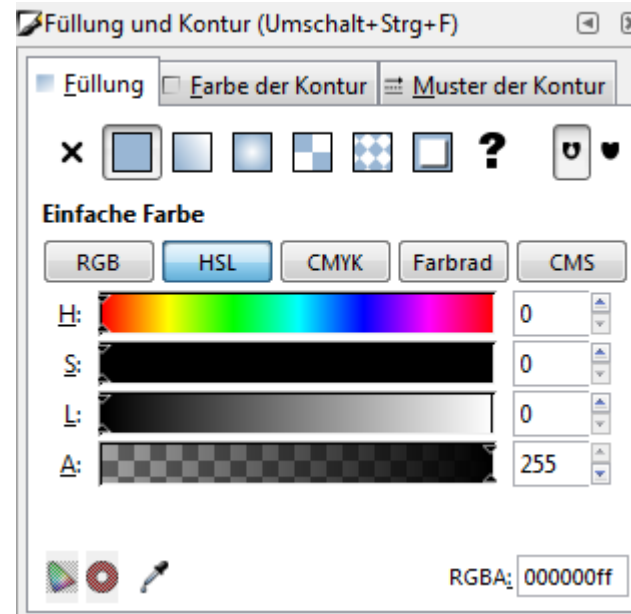 Füllung und Kontur (Umschalt+Strg+F)
Füllung Farbe der Kontur Muster der Kontur
?
Einfache Farbe
RGB HSL CMYK Farbrad CMS
H: 0
S: 0
L: 0
A: 255
RGBA: 000000ff